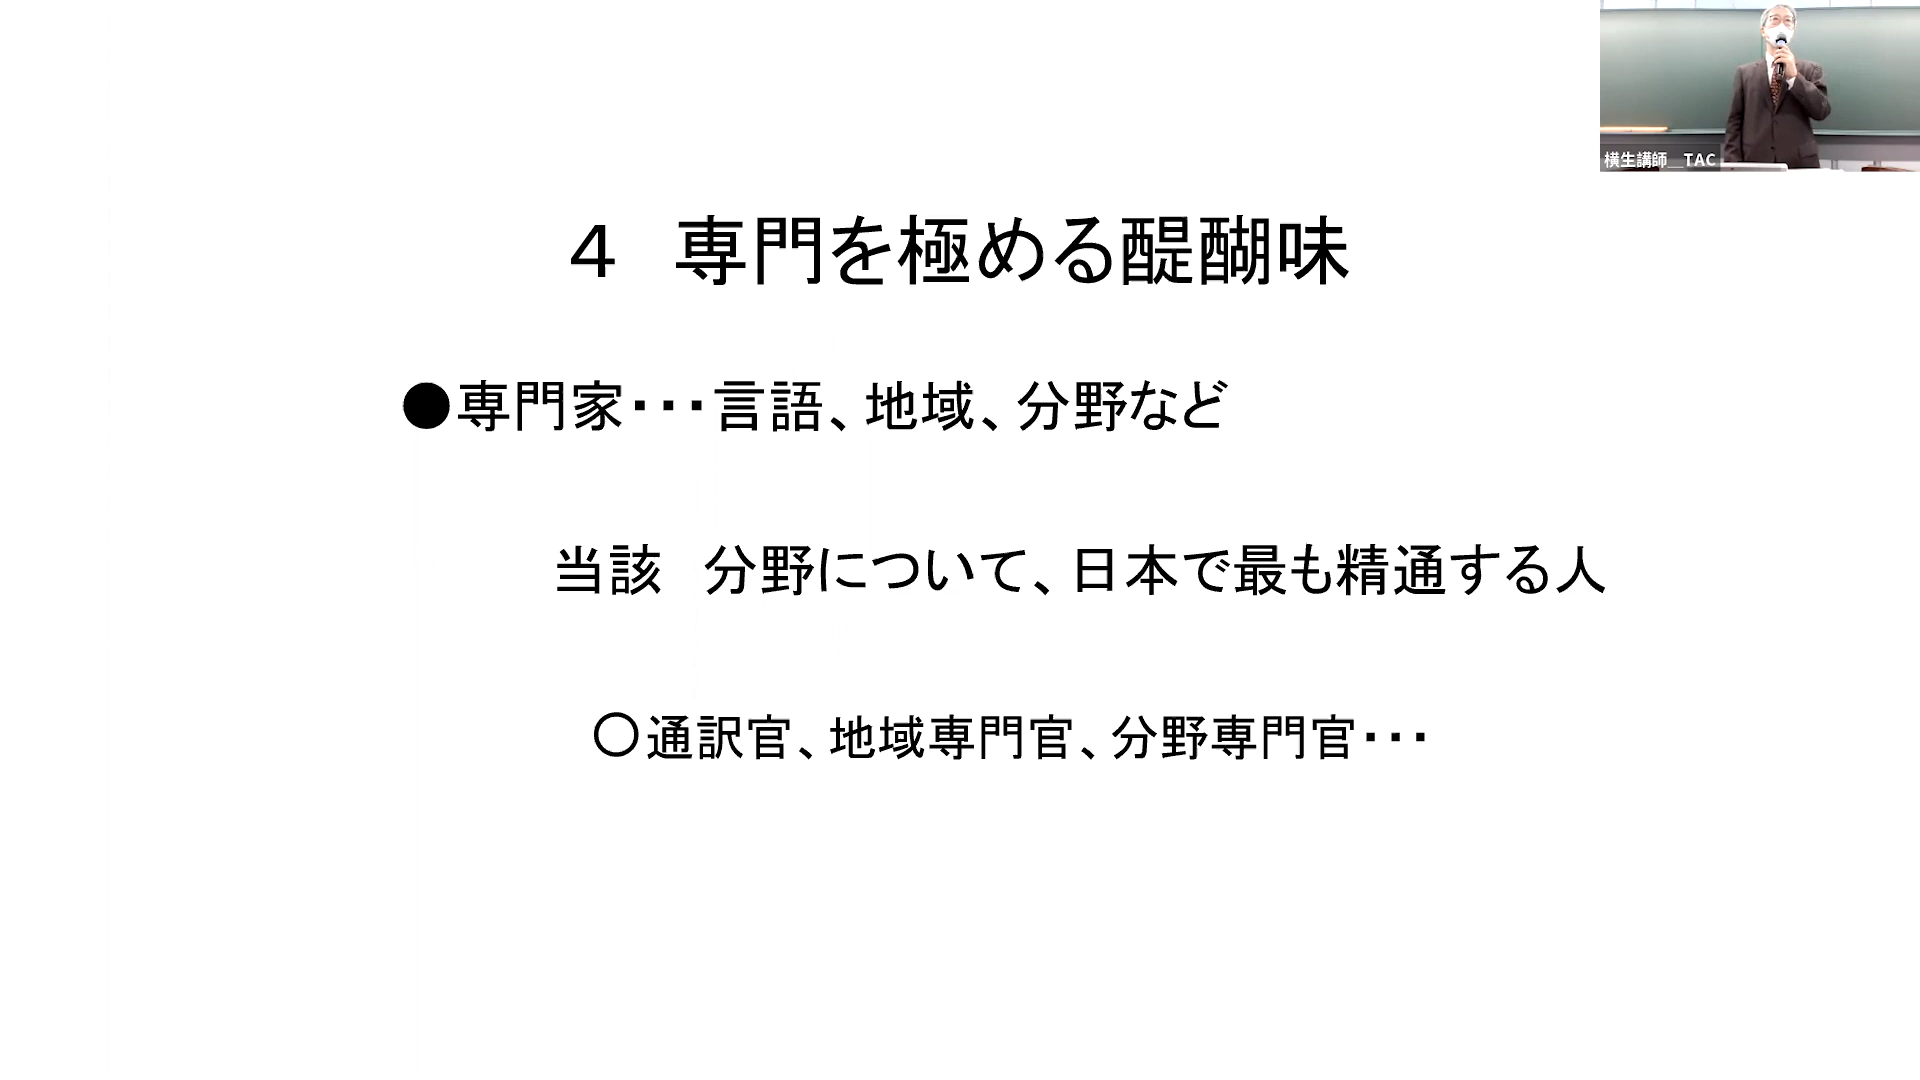 横生講師__TAC
４　専門を極める醍醐味
●専門家・・・言語、地域、分野など
当該　分野について、日本で最も精通する人
〇通訳官、地域専門官、分野専門官・・・